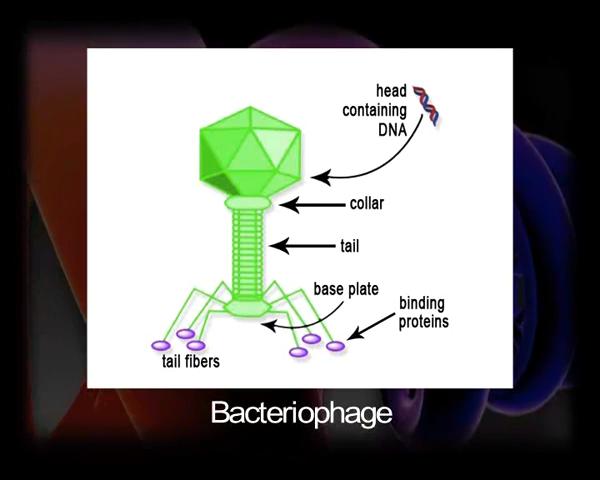 head
containing
DNA
collar
tail
base plate
binding
proteins
tail fibers
Bacteriophage